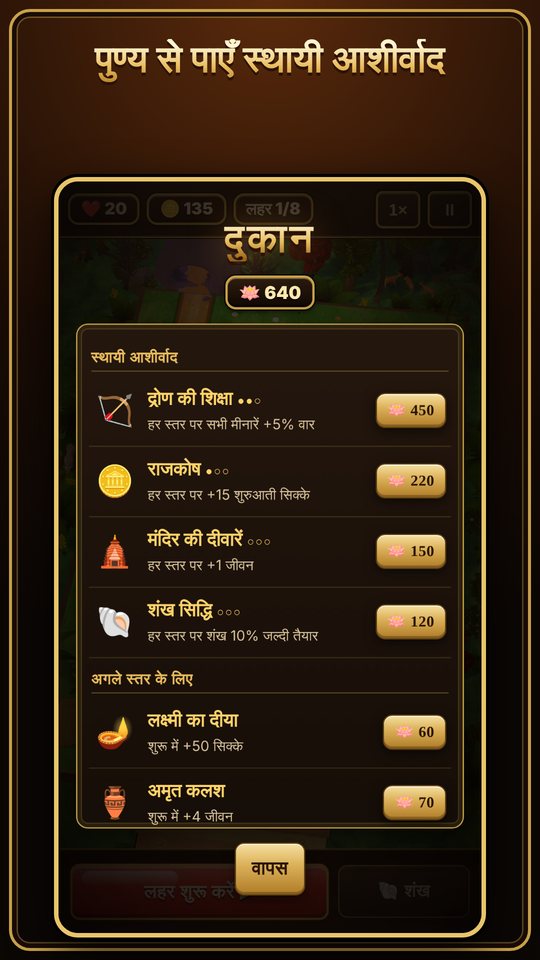 पुण्य से पाएँ स्थायी आशीर्वाद
20 135 लहर 1/8 1×
दुकान
640
स्थायी आशीर्वाद
द्रोण की शिक्षा
हर स्तर पर सभी मीनारें +5% वार
450
राजकोष
हर स्तर पर +15 शुरुआती सिक्के
220
मंदिर की दीवारें
हर स्तर पर +1 जीवन
150
शंख सिद्धि
हर स्तर पर शंख 10% जल्दी तैयार
120
अगले स्तर के लिए
लक्ष्मी का दीया
शुरू में +50 सिक्के
60
अमृत कलश
शुरू में +4 जीवन
70
वापस
लहर शुरू करें
शंख